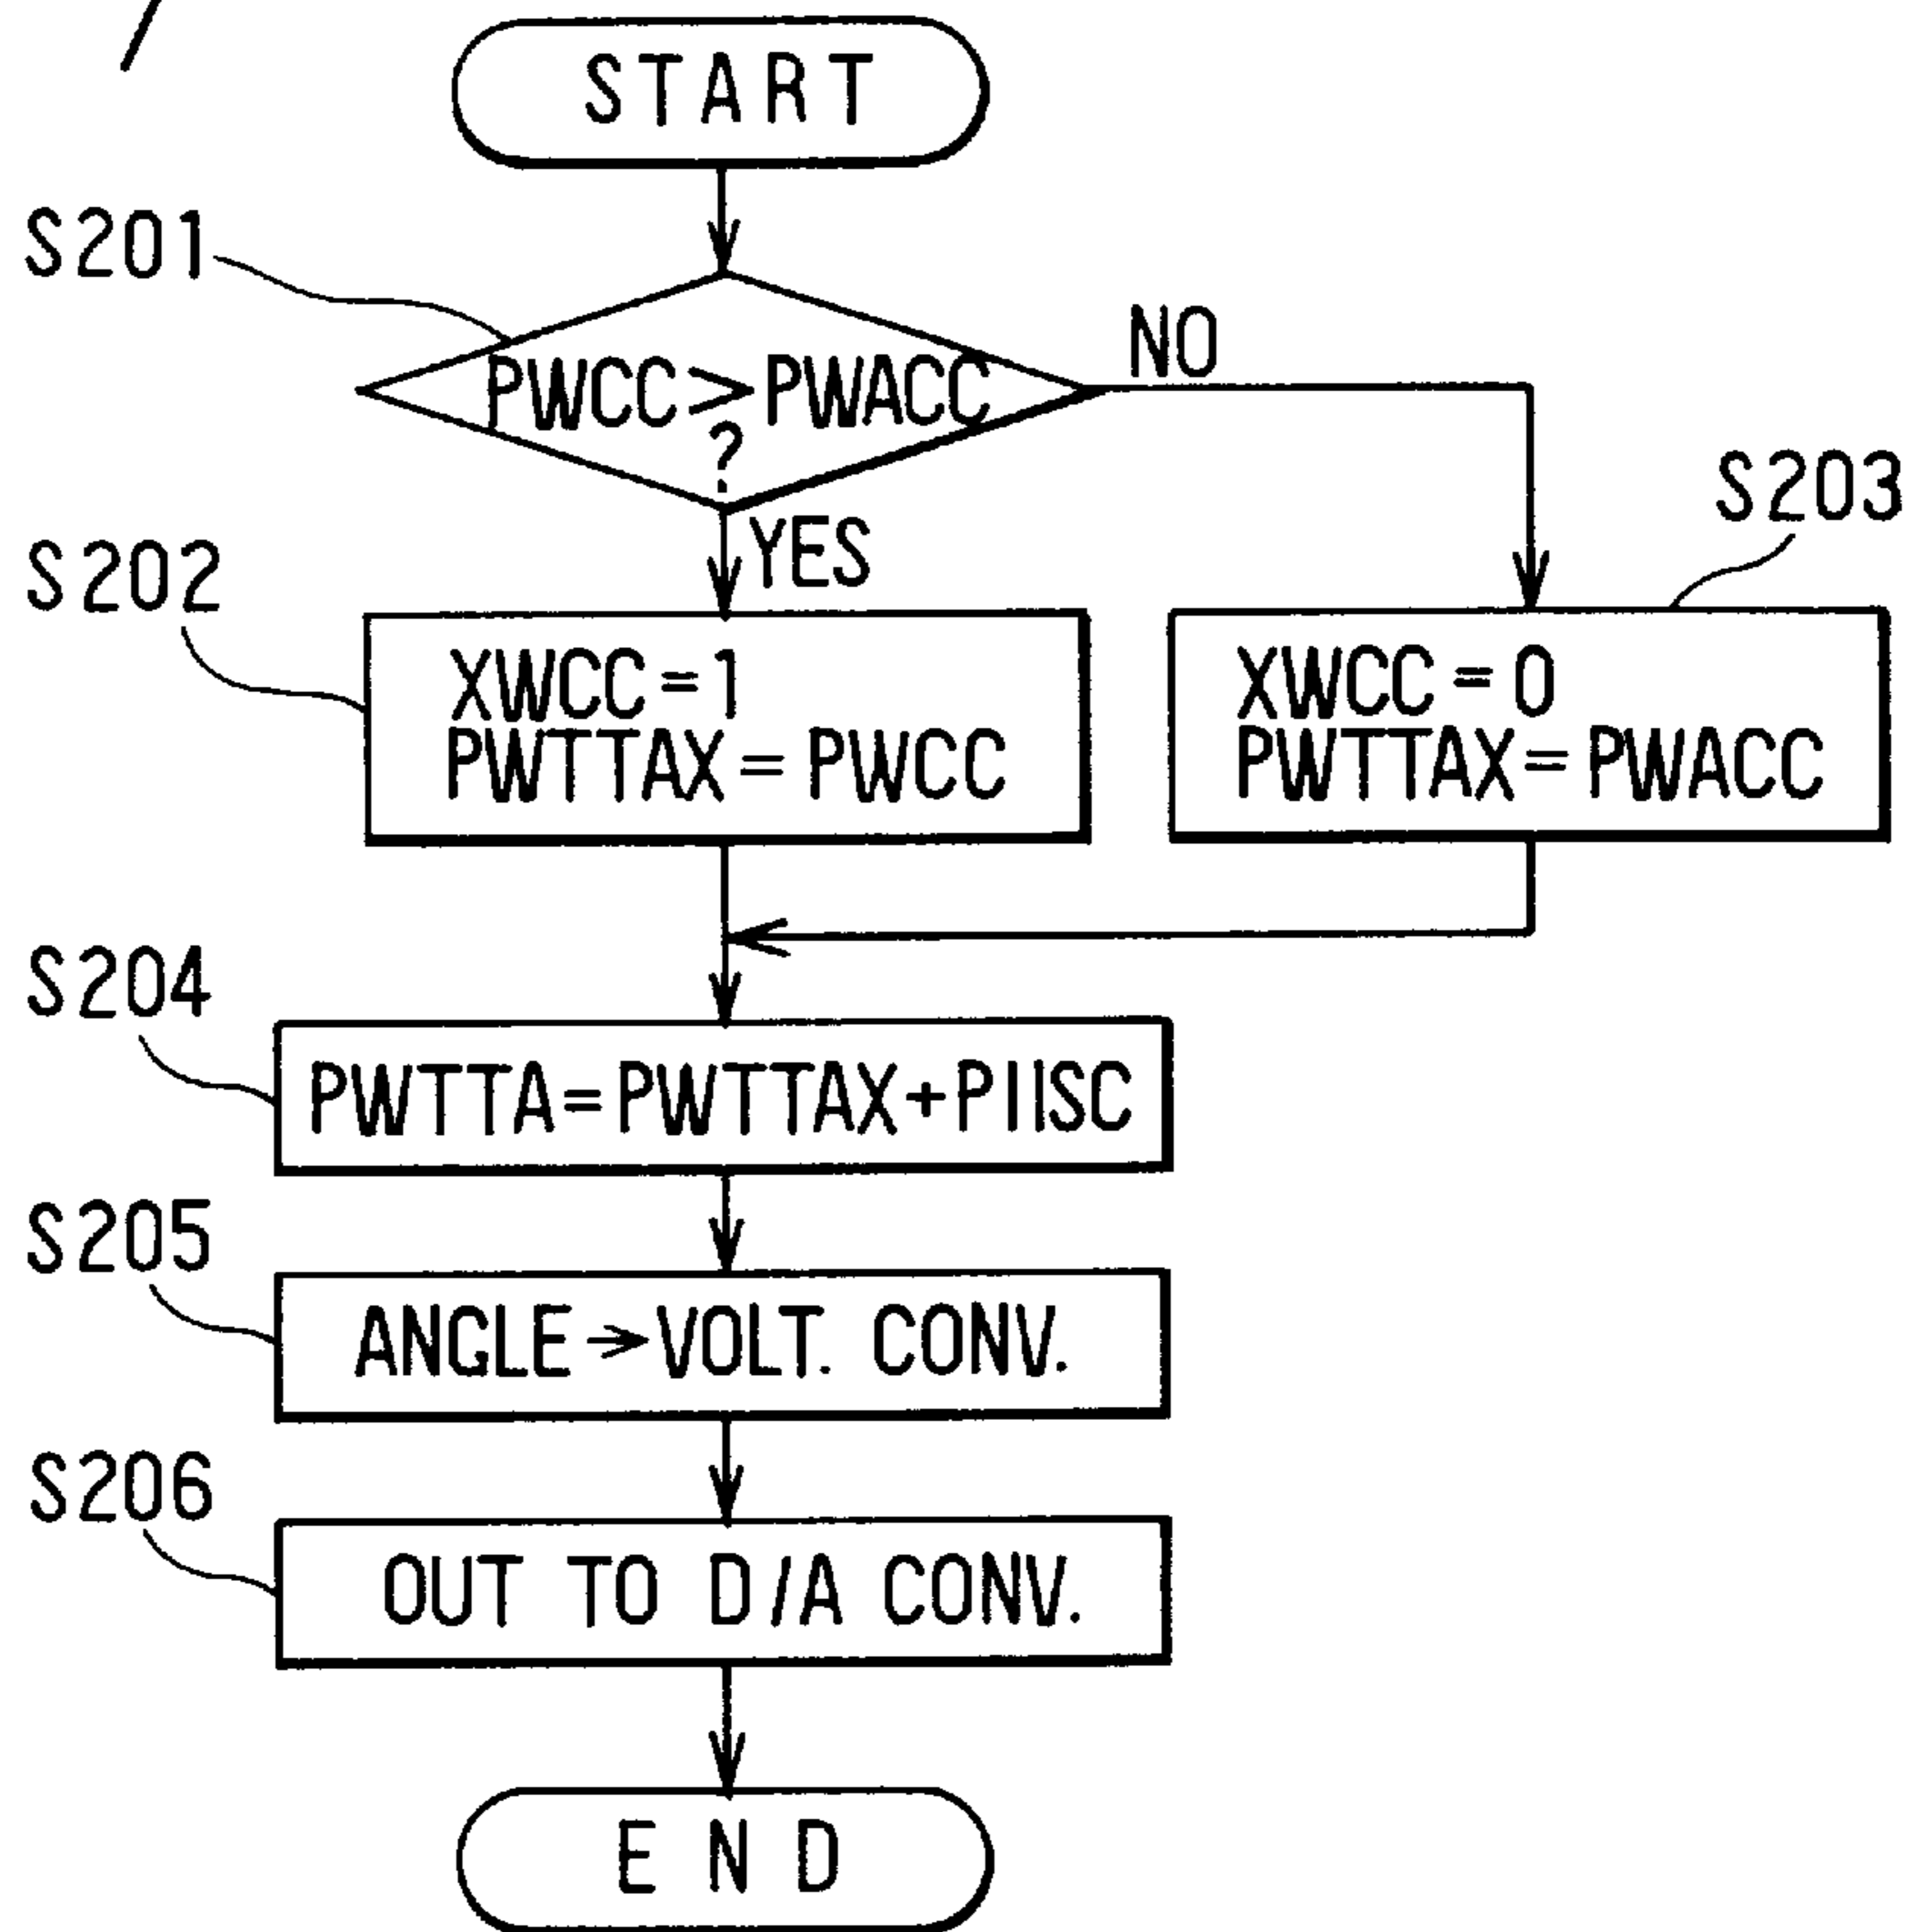 START
S201
PWCC>PWACC
?
NO
YES
S202
S203
XWCC=1
PWTTAX=PWCC
XWCC=0
PWTTAX=PWACC
S204
PWTTA=PWTTAX+PIISC
S205
ANGLE→VOLT. CONV.
S206
OUT TO D/A CONV.
END